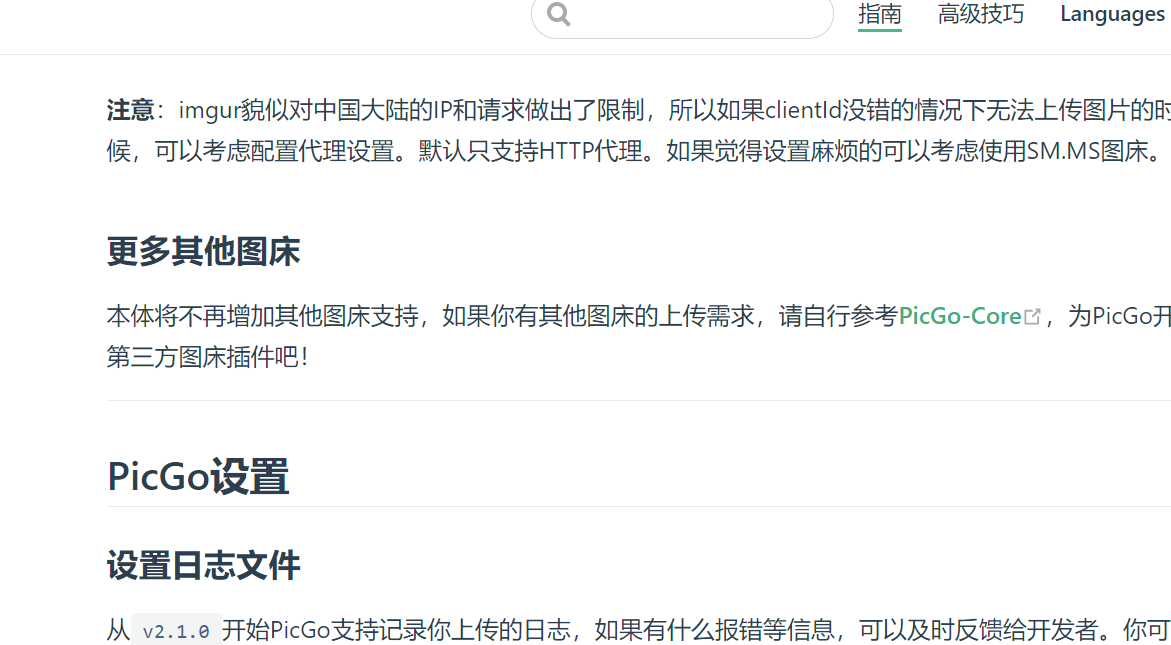 指南 高级技巧 Languages
注意：imgur貌似对中国大陆的IP和请求做出了限制，所以如果clientId没错的情况下无法上传图片的时
候，可以考虑配置代理设置。默认只支持HTTP代理。如果觉得设置麻烦的可以考虑使用SM.MS图床。
更多其他图床
本体将不再增加其他图床支持，如果你有其他图床的上传需求，请自行参考PicGo-Core，为PicGo开
第三方图床插件吧！
PicGo设置
设置日志文件
从 v2.1.0 开始PicGo支持记录你上传的日志，如果有什么报错等信息，可以及时反馈给开发者。你可